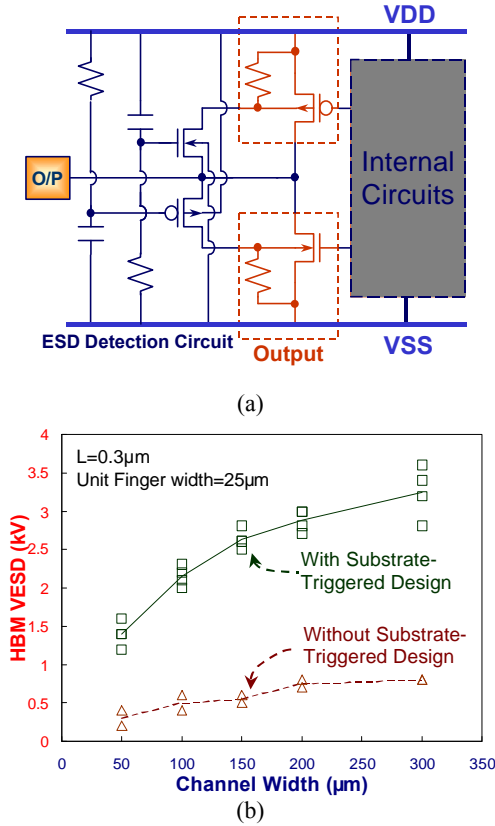 VDD
O/P
Internal
Circuits
ESD Detection Circuit
Output
VSS
(a)
L=0.3µm
Unit Finger width=25µm
With Substrate-
Triggered Design
Without Substrate-
Triggered Design
HBM VESD (kV)
4
3.5
3
2.5
2
1.5
1
0.5
0
0 50 100 150 200 250 300 350
Channel Width (µm)
(b)